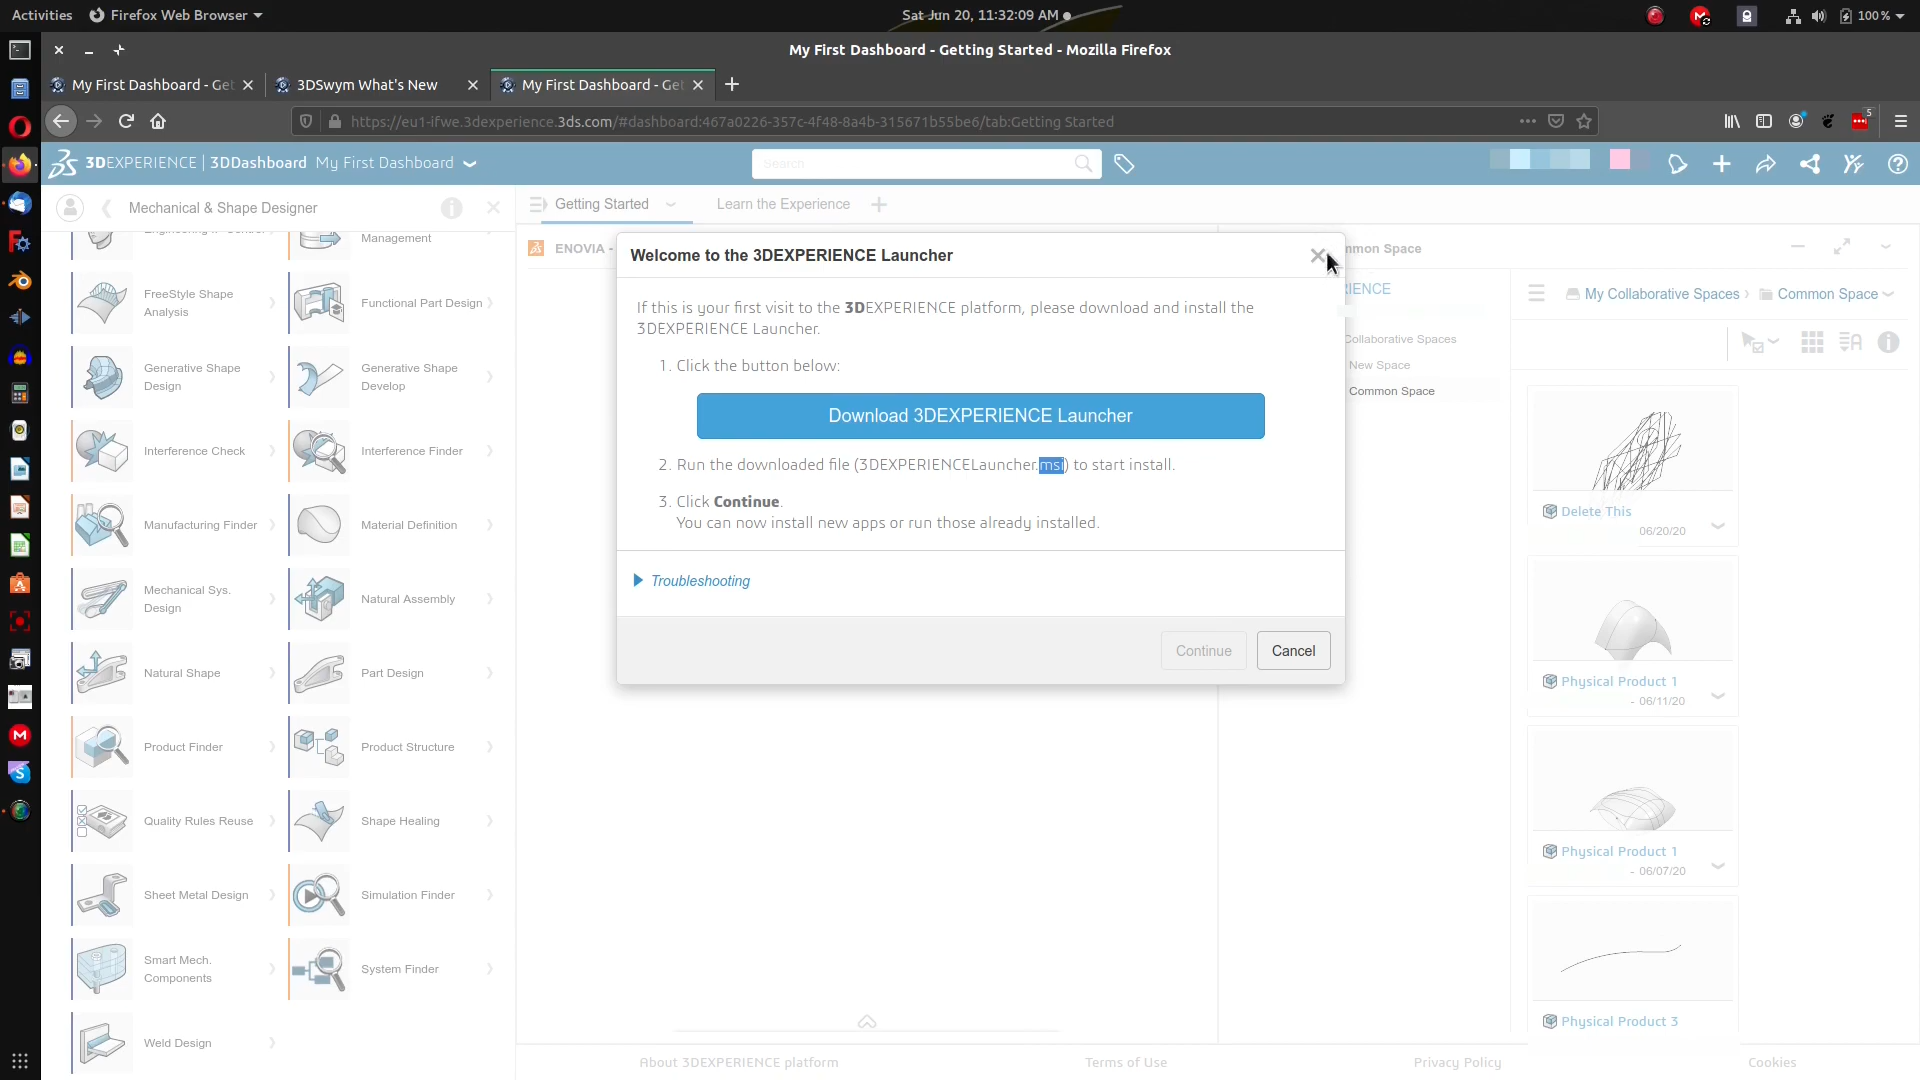 Activities
Firefox Web Browser
Sat Jun 20, 11:32:09 AM
100%
My First Dashboard - Getting Started - Mozilla Firefox
My First Dashboard - Get
3DSwym What's New
My First Dashboard - Get
https://eu1-ifwe.3dexperience.3ds.com/#dashboard:467a0226-357c-4f48-8a4b-315671b55be6/tab:Getting Started
5
3DEXPERIENCE | 3DDashboard My First Dashboard
Search
Mechanical & Shape Designer
Getting Started
Learn the Experience
Management
FreeStyle Shape
Analysis
Functional Part Design
Generative Shape
Design
Generative Shape
Develop
Interference Check
Interference Finder
Manufacturing Finder
Material Definition
Mechanical Sys.
Design
Natural Assembly
Natural Shape
Part Design
Product Finder
Product Structure
Quality Rules Reuse
Shape Healing
Sheet Metal Design
Simulation Finder
Smart Mech.
Components
System Finder
Weld Design
ENOVIA -
Welcome to the 3DEXPERIENCE Launcher
If this is your first visit to the 3DEXPERIENCE platform, please download and install the
3DEXPERIENCE Launcher.
1. Click the button below:
Download 3DEXPERIENCE Launcher
2. Run the downloaded file (3DEXPERIENCELauncher.msi) to start install.
3. Click Continue.
You can now install new apps or run those already installed.
Troubleshooting
Continue
Cancel
mmon Space
RIENCE
Collaborative Spaces
New Space
Common Space
My Collaborative Spaces
Common Space
Delete This
06/20/20
Physical Product 1
- 06/11/20
Physical Product 1
- 06/07/20
Physical Product 3
About 3DEXPERIENCE platform
Terms of Use
Privacy Policy
Cookies